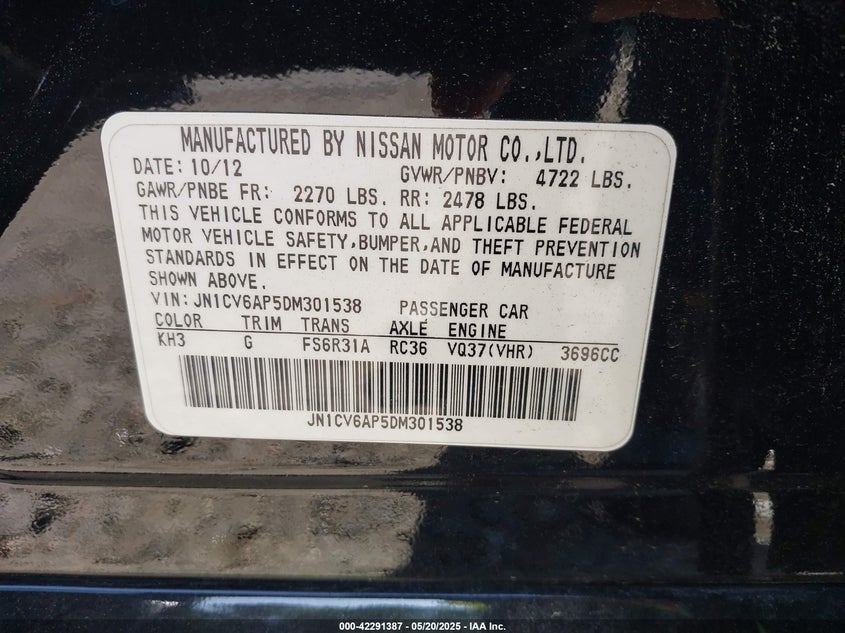 MANUFACTURED BY NISSAN MOTOR CO.,LTD.
DATE: 10/12 GVWR/PNBV: 4722 LBS.
GAWR/PNBE FR: 2270 LBS. RR: 2478 LBS.
THIS VEHICLE CONFORMS TO ALL APPLICABLE FEDERAL
MOTOR VEHICLE SAFETY,BUMPER,AND THEFT PREVENTION
STANDARDS IN EFFECT ON THE DATE OF MANUFACTURE
SHOWN ABOVE.
VIN: JN1CV6AP5DM301538 PASSENGER CAR
COLOR TRIM TRANS AXLE ENGINE
KH3 G FS6R31A RC36 VQ37(VHR) 3696CC
JN1CV6AP5DM301538
000-42291387 - 05/20/2025 - IAA Inc.